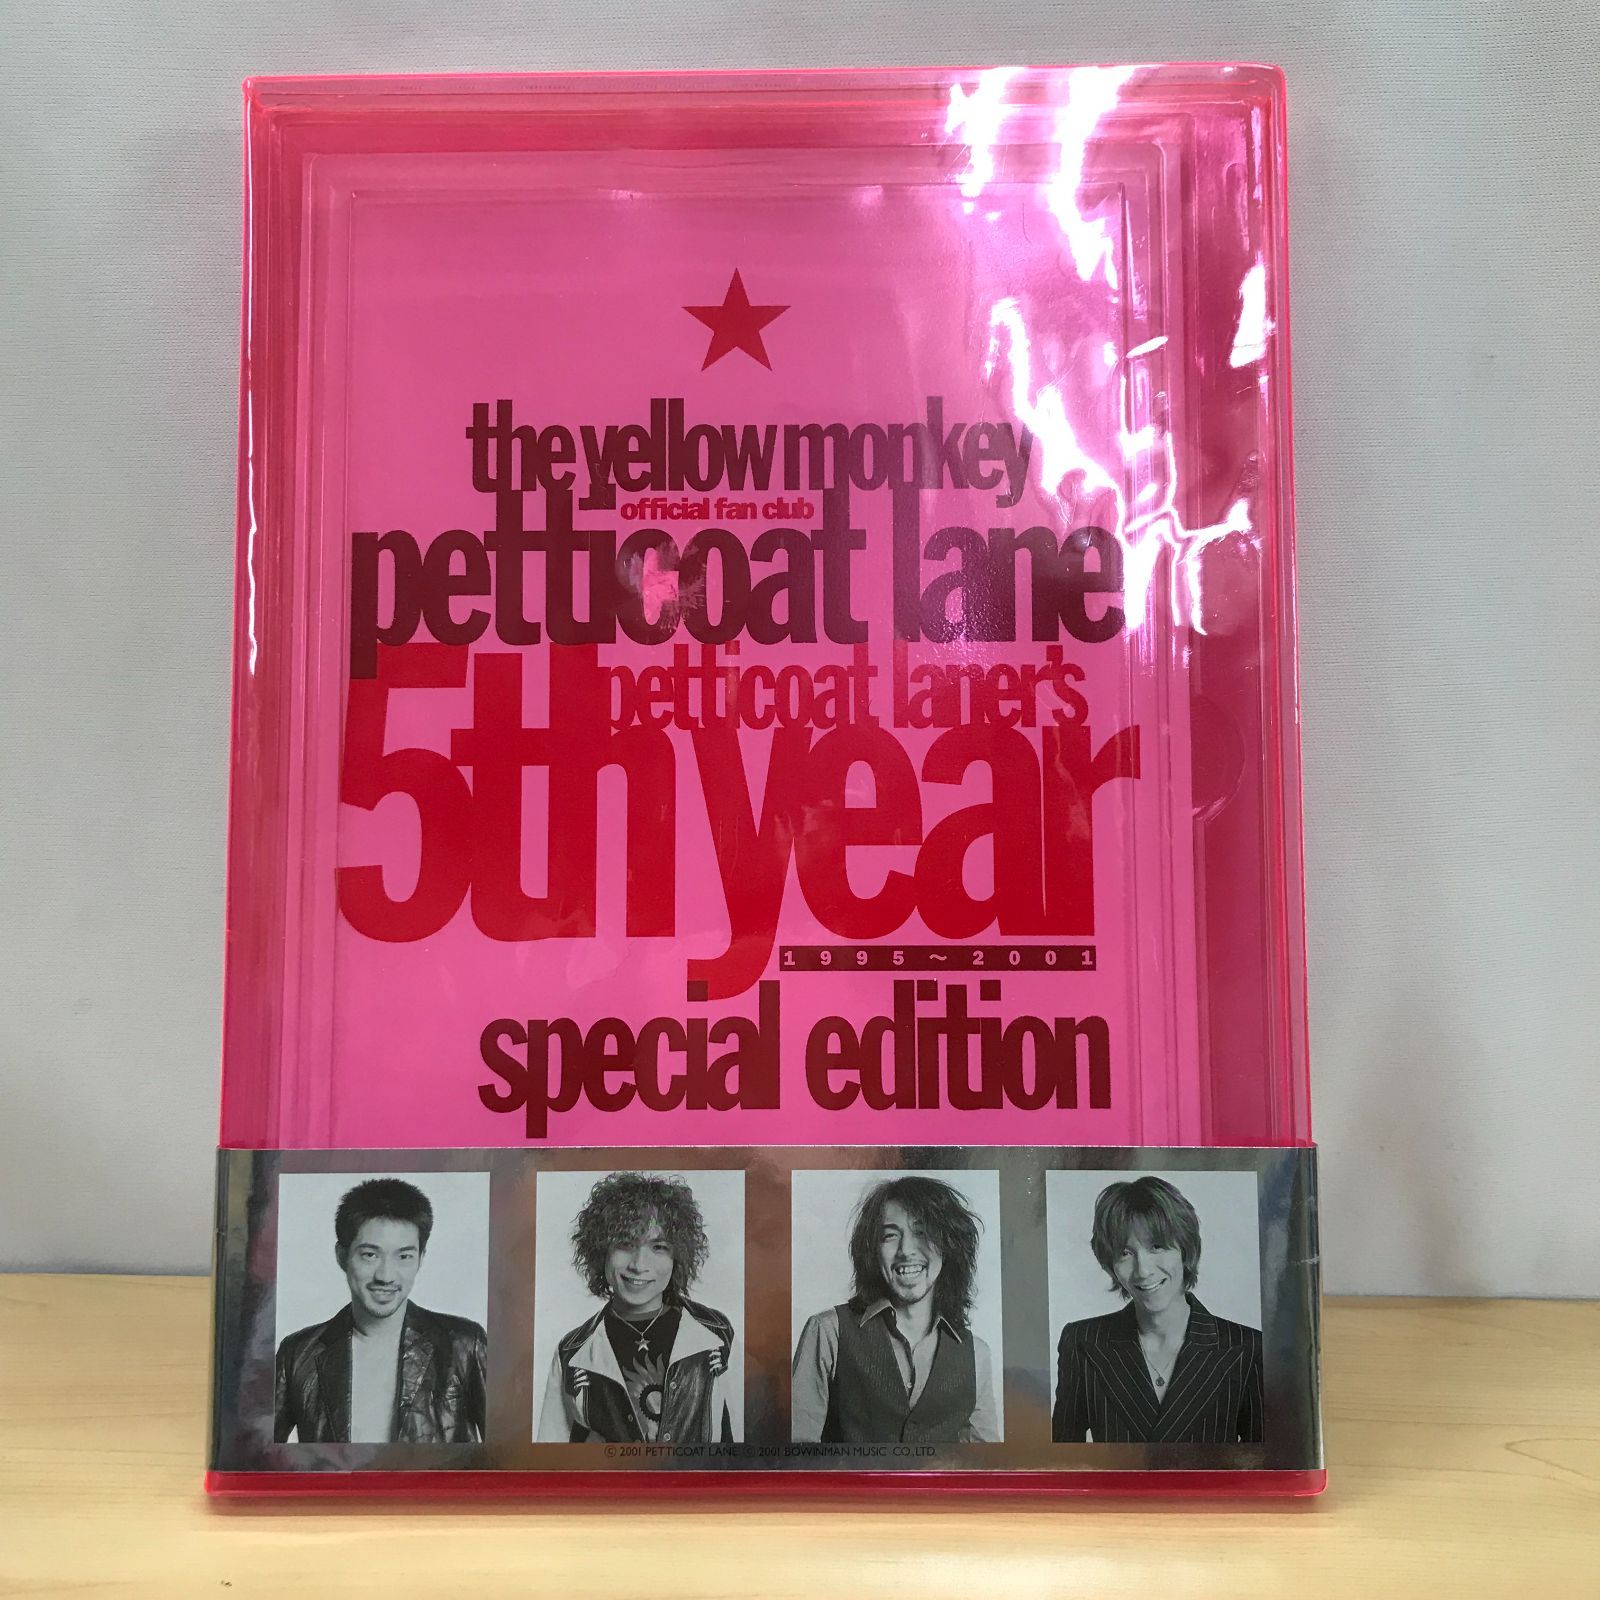 the yellow monkey
official fan club
petticoat lane
petticoat laner's
5th year
1995～2001
special edition
© 2001 PETTICOAT LANE © 2001 BOWINMAN MUSIC CO., LTD.